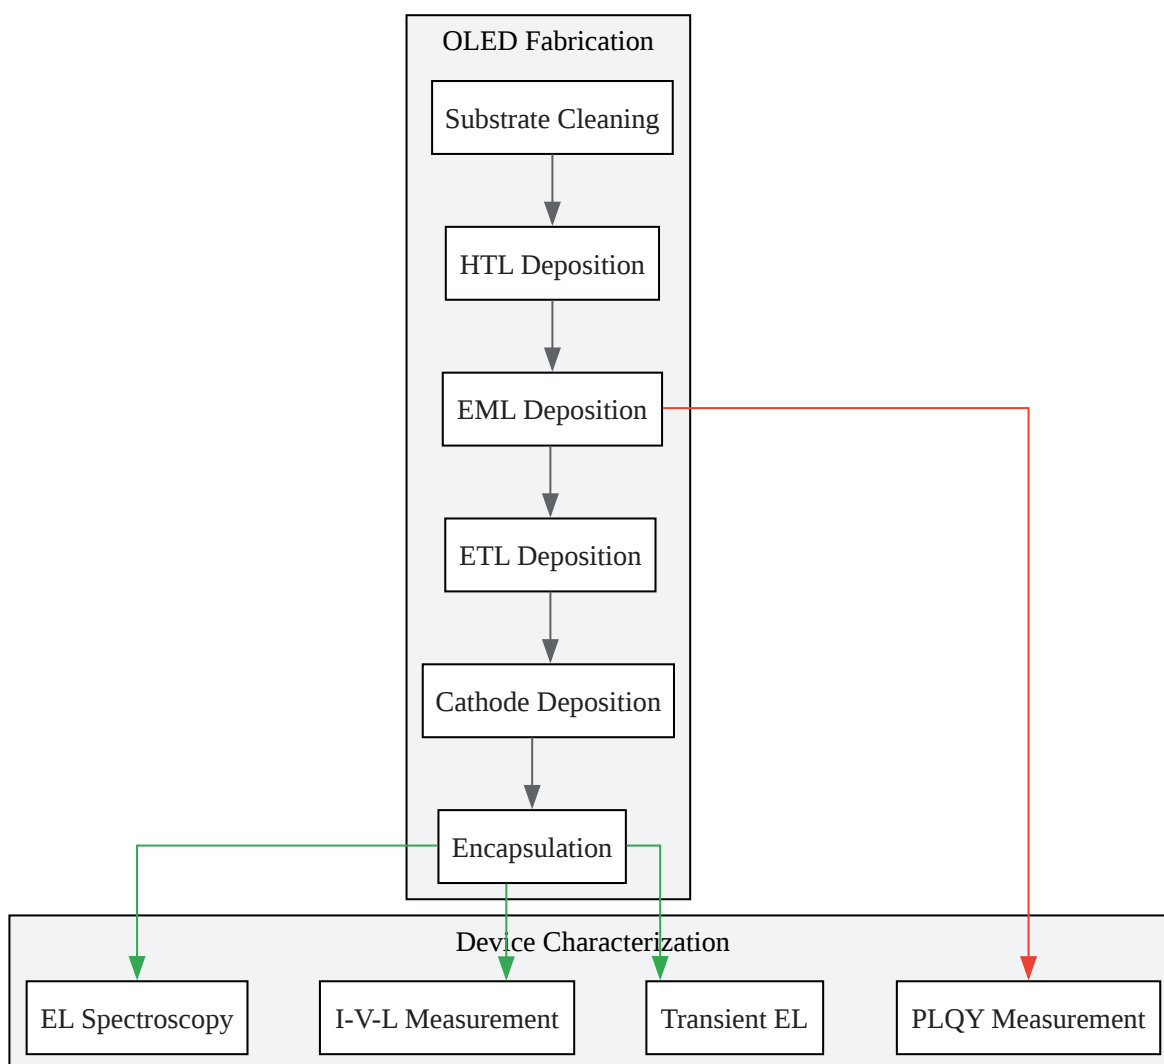 OLED Fabrication
Substrate Cleaning
HTL Deposition
EML Deposition
ETL Deposition
Cathode Deposition
Encapsulation
Device Characterization
EL Spectroscopy
I-V-L Measurement
Transient EL
PLQY Measurement